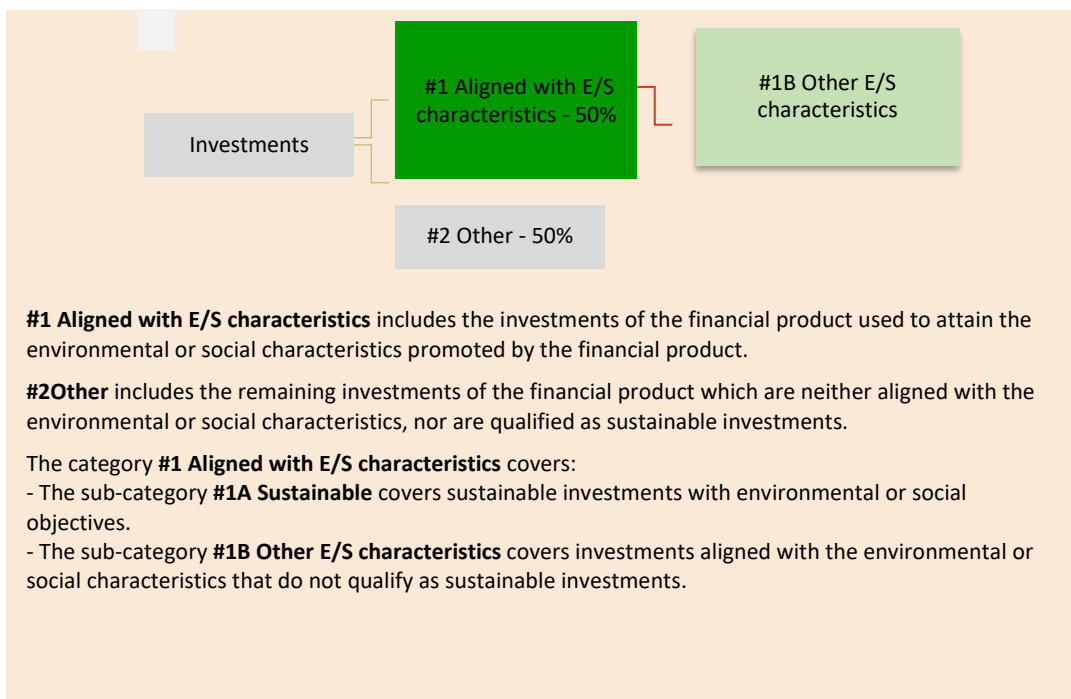 #1 Aligned with E/S
characteristics - 50%
#1B Other E/S
characteristics
Investments
#2 Other - 50%
#1 Aligned with E/S characteristics includes the investments of the financial product used to attain the
environmental or social characteristics promoted by the financial product.
#2Other includes the remaining investments of the financial product which are neither aligned with the
environmental or social characteristics, nor are qualified as sustainable investments.
The category #1 Aligned with E/S characteristics covers:
- The sub-category #1A Sustainable covers sustainable investments with environmental or social
objectives.
- The sub-category #1B Other E/S characteristics covers investments aligned with the environmental or
social characteristics that do not qualify as sustainable investments.